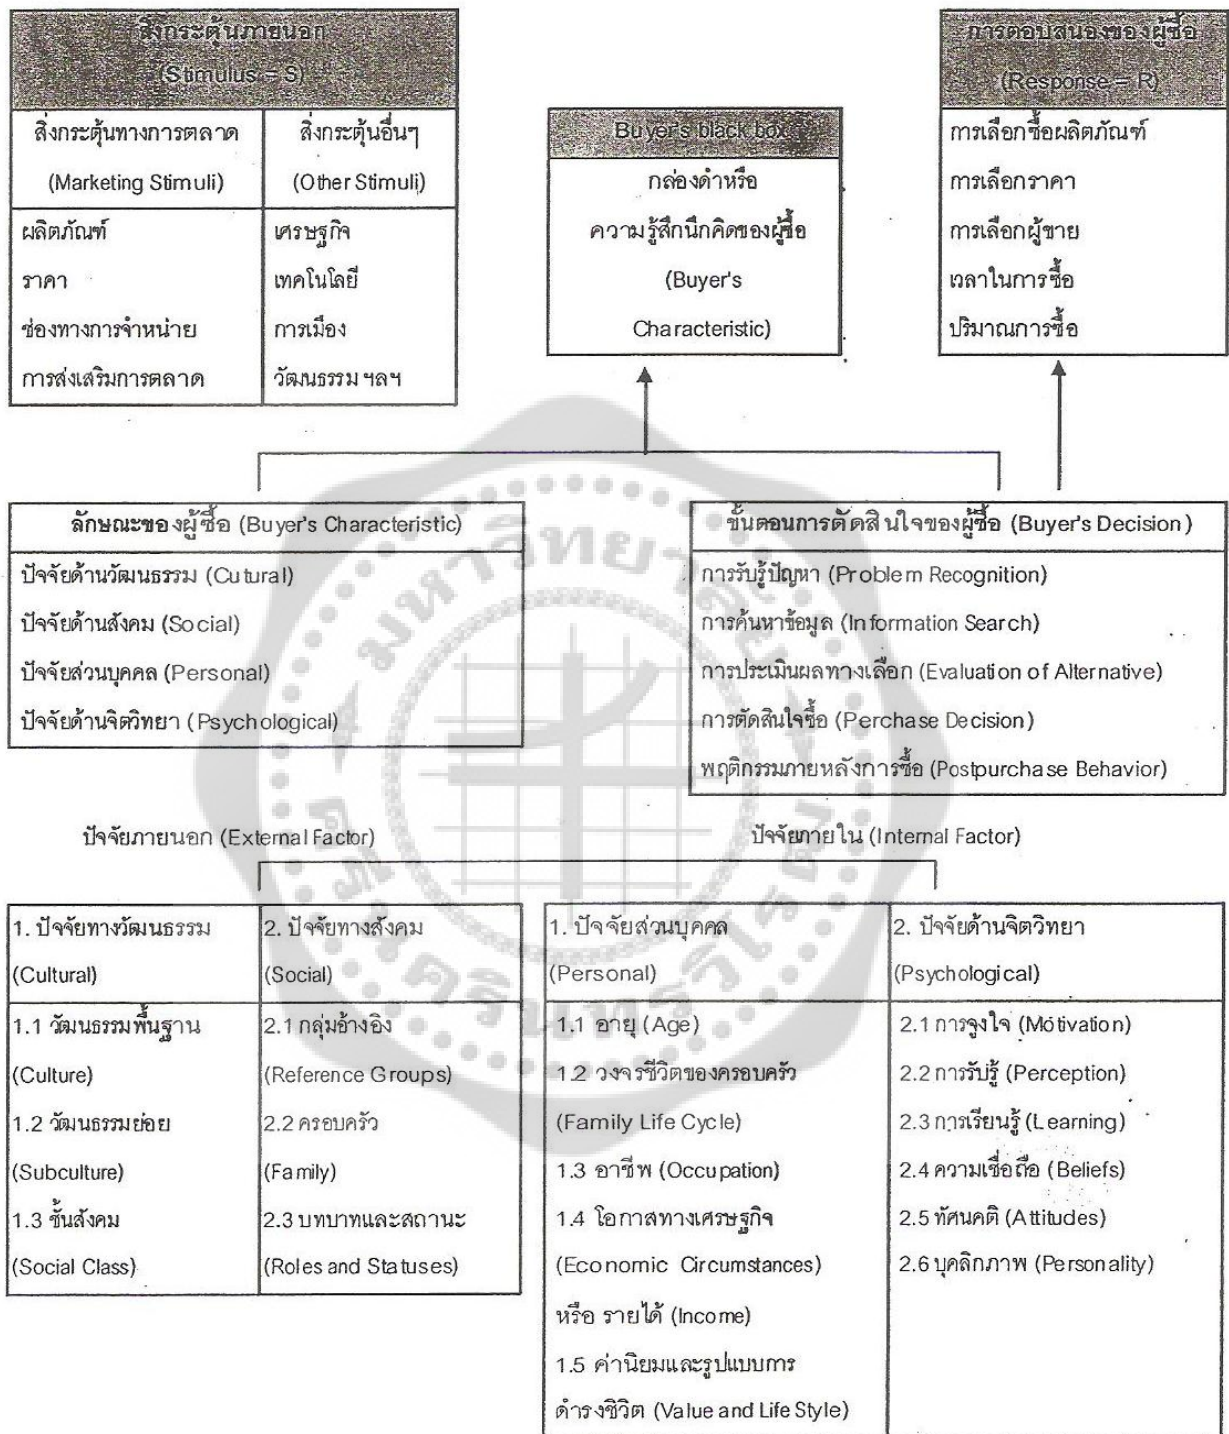 สิ่งกระตุ้นภายนอก
(Stimulus = S)
สิ่งกระตุ้นทางการตลาด
(Marketing Stimuli)
สิ่งกระตุ้นอื่นๆ
(Other Stimuli)
ผลิตภัณฑ์
ราคา
ช่องทางการจำหน่าย
การส่งเสริมการตลาด
เศรษฐกิจ
เทคโนโลยี
การเมือง
วัฒนธรรม ฯลฯ
Buyer's black box
กล่องดำหรือ
ความรู้สึกนึกคิดของผู้ซื้อ
(Buyer's
Characteristic)
การตอบสนองของผู้ซื้อ
(Response = R)
การเลือกซื้อผลิตภัณฑ์
การเลือกราคา
การเลือกผู้ขาย
เวลาในการซื้อ
ปริมาณการซื้อ
ลักษณะของผู้ซื้อ (Buyer's Characteristic)
ปัจจัยด้านวัฒนธรรม (Cutural)
ปัจจัยด้านสังคม (Social)
ปัจจัยส่วนบุคคล (Personal)
ปัจจัยด้านจิตวิทยา (Psychological)
ขั้นตอนการตัดสินใจของผู้ซื้อ (Buyer's Decision)
การรับรู้ปัญหา (Problem Recognition)
การค้นหาข้อมูล (Information Search)
การประเมินผลทางเลือก (Evaluation of Alternative)
การตัดสินใจซื้อ (Perchase Decision)
พฤติกรรมภายหลังการซื้อ (Postpurchase Behavior)
ปัจจัยภายนอก (External Factor)
ปัจจัยภายใน (Internal Factor)
1. ปัจจัยทางวัฒนธรรม
(Cultural)
2. ปัจจัยทางสังคม
(Social)
1.1 วัฒนธรรมพื้นฐาน
(Culture)
1.2 วัฒนธรรมย่อย
(Subculture)
1.3 ชั้นสังคม
(Social Class)
2.1 กลุ่มอ้างอิง
(Reference Groups)
2.2 ครอบครัว
(Family)
2.3 บทบาทและสถานะ
(Roles and Statuses)
1. ปัจจัยส่วนบุคคล
(Personal)
2. ปัจจัยด้านจิตวิทยา
(Psychological)
1.1 อายุ (Age)
1.2 วงจรชีวิตของครอบครัว
(Family Life Cycle)
1.3 อาชีพ (Occupation)
1.4 โอกาสทางเศรษฐกิจ
(Economic Circumstances)
หรือ รายได้ (Income)
1.5 ค่านิยมและรูปแบบการ
ดำรงชีวิต (Value and Life Style)
2.1 การจูงใจ (Motivation)
2.2 การรับรู้ (Perception)
2.3 การเรียนรู้ (Learning)
2.4 ความเชื่อถือ (Beliefs)
2.5 ทัศนคติ (Attitudes)
2.6 บุคลิกภาพ (Personality)
มหาวิทยาลัย
ศรีนครินทรวิโรฒ